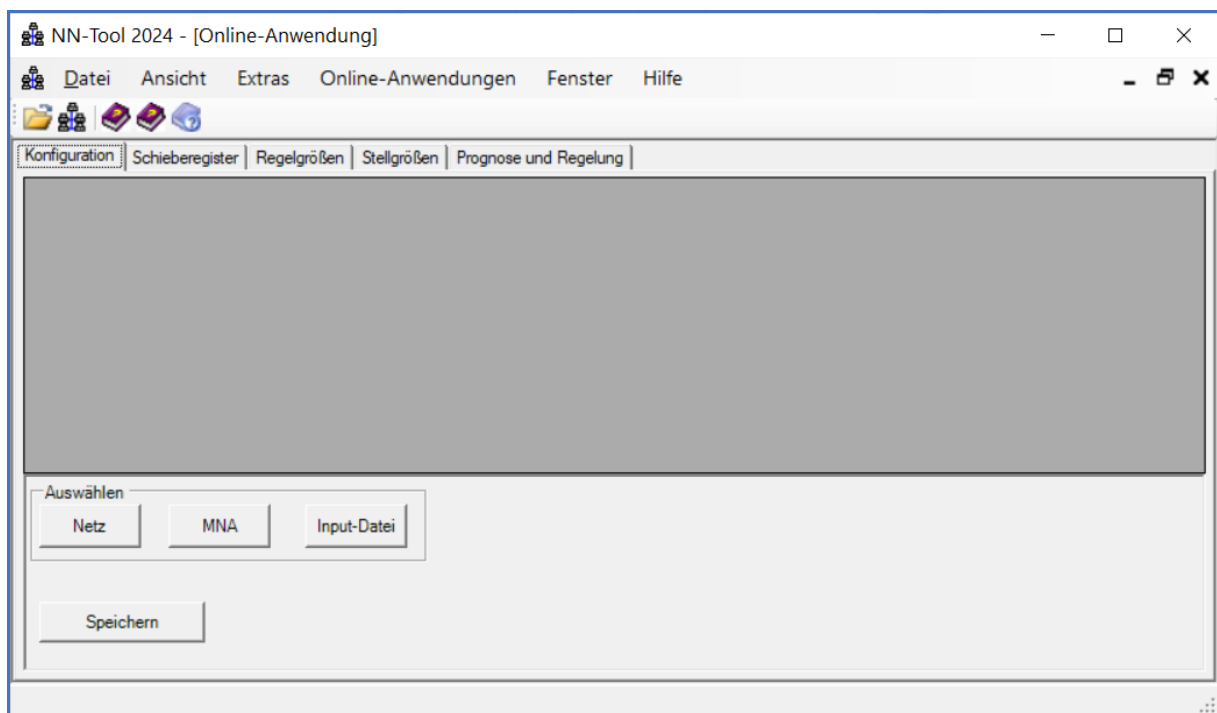 NN-Tool 2024 - [Online-Anwendung]
Datei Ansicht Extras Online-Anwendungen Fenster Hilfe
Konfiguration Schieberegister Regelgrößen Stellgrößen Prognose und Regelung
Auswählen
Netz MNA Input-Datei
Speichern